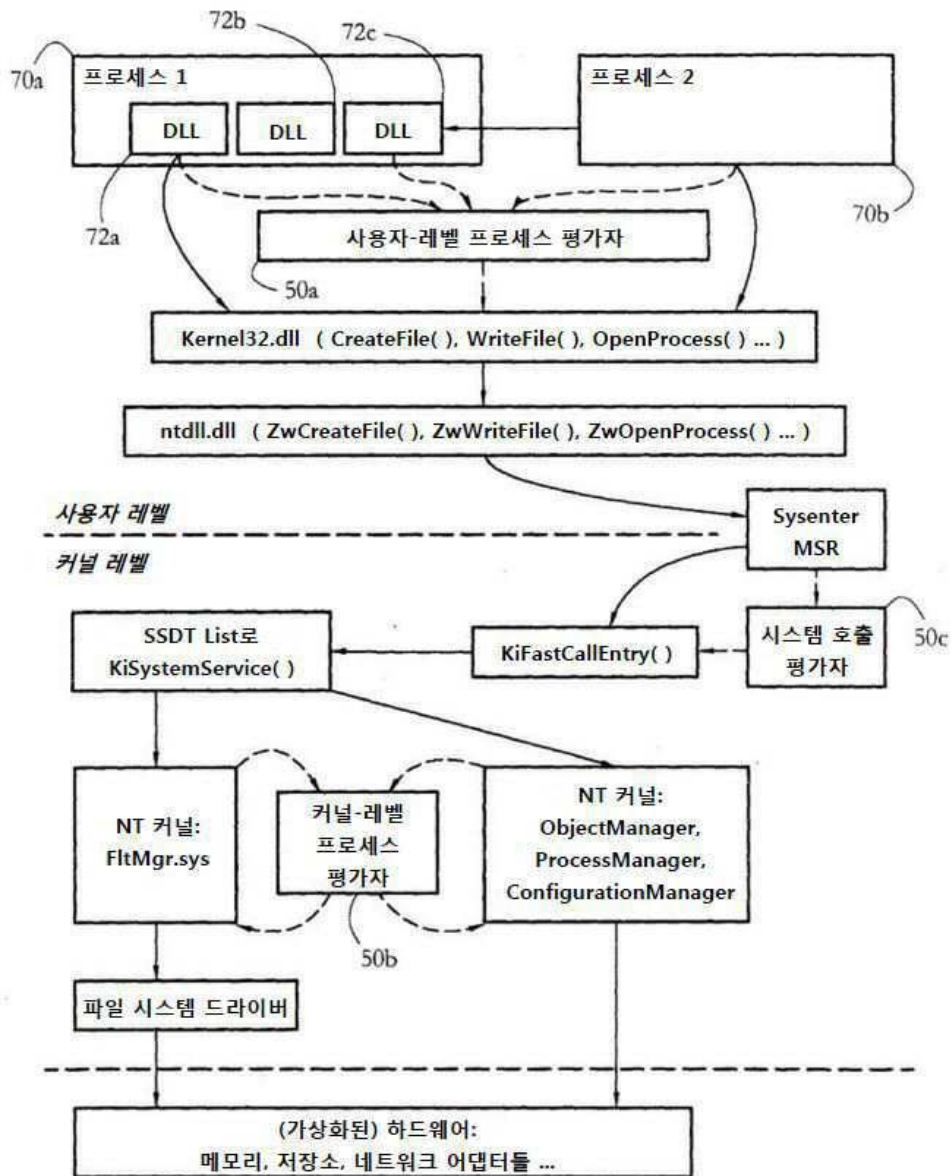 72b
72c
70a
프로세스 1
프로세스 2
DLL
DLL
DLL
72a
70b
사용자-레벨 프로세스 평가자
50a
Kernel32.dll ( CreateFile( ), WriteFile( ), OpenProcess( ) ... )
ntdll.dll ( ZwCreateFile( ), ZwWriteFile( ), ZwOpenProcess( ) ... )
사용자 레벨
커널 레벨
Sysenter
MSR
SSDT List로
KiSystemService( )
KiFastCallEntry( )
시스템 호출
평가자
50c
NT 커널:
FltMgr.sys
커널-레벨
프로세스
평가자
NT 커널:
ObjectManager,
ProcessManager,
ConfigurationManager
50b
파일 시스템 드라이버
(가상화된) 하드웨어:
메모리, 저장소, 네트워크 어댑터들 ...